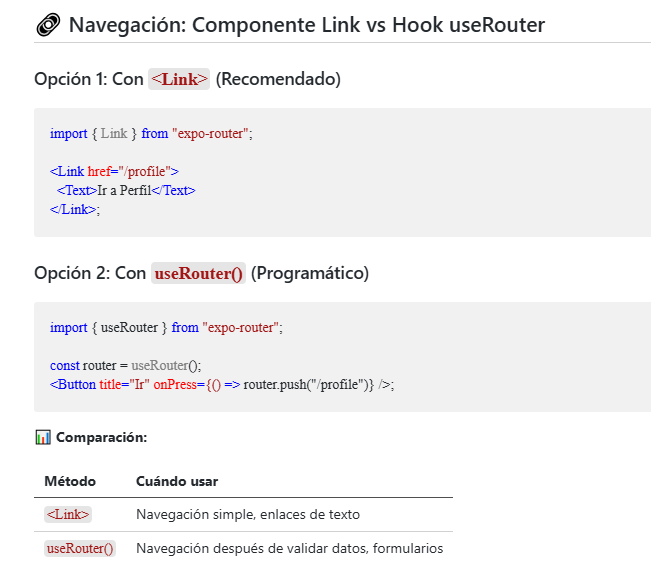 Navegación: Componente Link vs Hook useRouter
Opción 1: Con <Link> (Recomendado)
import { Link } from "expo-router";
<Link href="/profile">
<Text>Ir a Perfil</Text>
</Link>;
Opción 2: Con useRouter() (Programático)
import { useRouter } from "expo-router";
const router = useRouter();
<Button title="Ir" onPress={() => router.push("/profile")} />;
Comparación:
Método Cuándo usar
<Link> Navegación simple, enlaces de texto
useRouter() Navegación después de validar datos, formularios